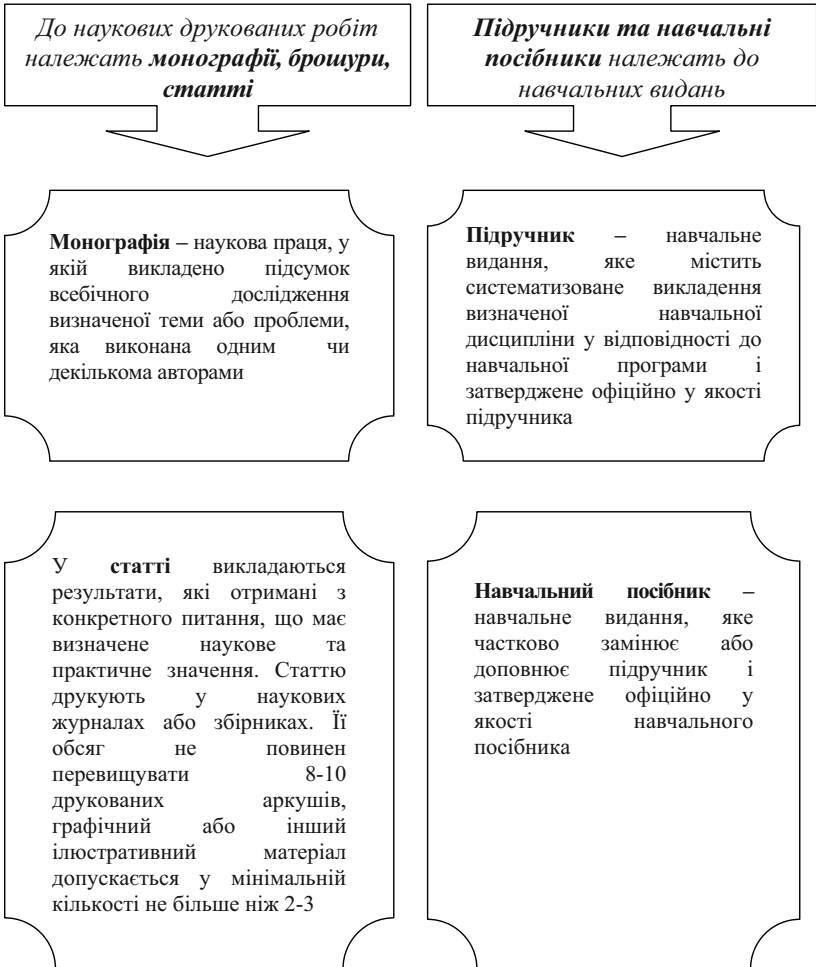 До наукових друкованих робіт
належать монографії, брошури,
статті
Підручники та навчальні
посібники належать до
навчальних видань
Монографія – наукова праця, у
якій викладено підсумок
всебічного дослідження
визначеної теми або проблеми,
яка виконана одним чи
декількома авторами
Підручник – навчальне
видання, яке містить
систематизоване викладення
визначеної навчальної
дисципліни у відповідності до
навчальної програми і
затверджене офіційно у якості
підручника
У статті викладаються
результати, які отримані з
конкретного питання, що має
визначене наукове та
практичне значення. Статтю
друкують у наукових
журналах або збірниках. Її
обсяг не повинен
перевищувати 8-10
друкованих аркушів,
графічний або інший
ілюстративний матеріал
допускається у мінімальній
кількості не більше ніж 2-3
Навчальний посібник –
навчальне видання, яке
частково замінює або
доповнює підручник і
затверджене офіційно у
якості навчального
посібника